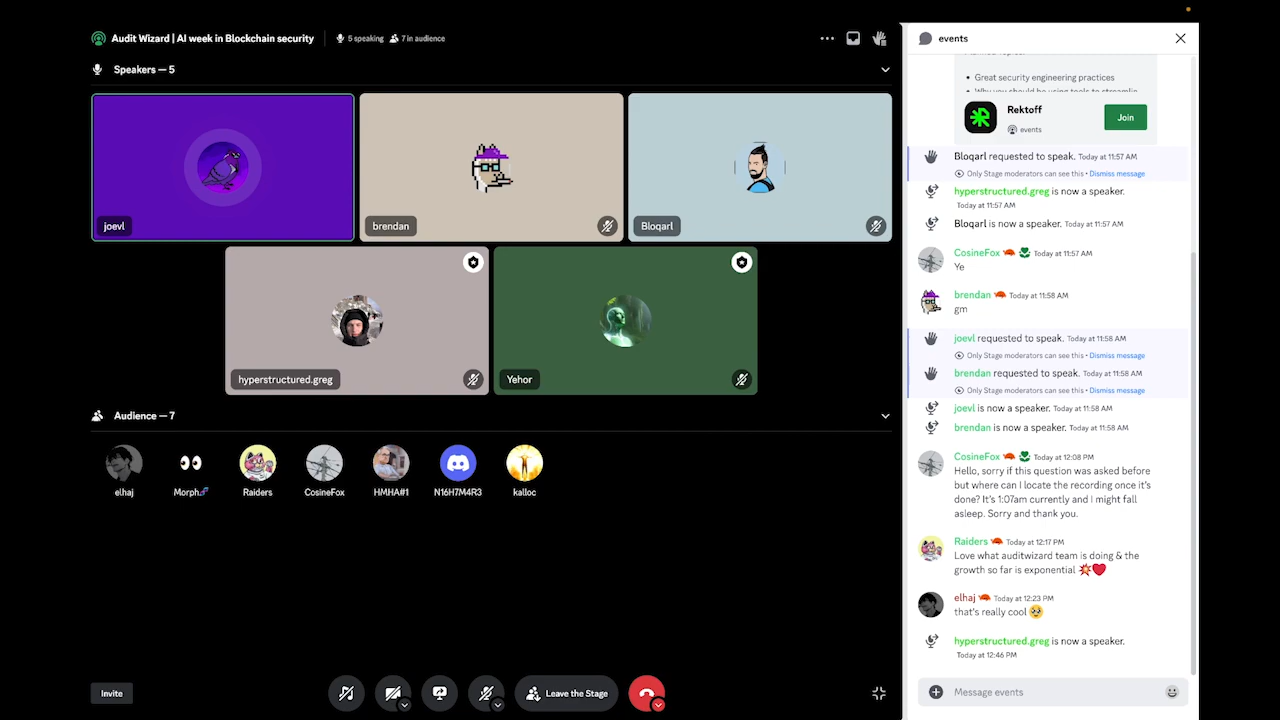 Audit Wizard | AI week in Blockchain security
5 speaking
7 in audience
Speakers — 5
joevl
brendan
Bloqarl
hyperstructured.greg
Yehor
Audience — 7
elhaj
Morph
Raiders
CosineFox
HMHA#1
N16H7M4R3
kalloc
Invite
Leave the Stage
events
• Great security engineering practices
• Why you should be using tools to streamlin
Rektoff
events
Join
Bloqarl requested to speak. Today at 11:57 AM
Only Stage moderators can see this • Dismiss message
hyperstructured.greg is now a speaker.
Today at 11:57 AM
Bloqarl is now a speaker. Today at 11:57 AM
CosineFox Today at 11:57 AM
Ye
brendan Today at 11:58 AM
gm
joevl requested to speak. Today at 11:58 AM
Only Stage moderators can see this • Dismiss message
brendan requested to speak. Today at 11:58 AM
Only Stage moderators can see this • Dismiss message
joevl is now a speaker. Today at 11:58 AM
brendan is now a speaker. Today at 11:58 AM
CosineFox Today at 12:08 PM
Hello, sorry if this question was asked before
but where can I locate the recording once it's
done? It's 1:07am currently and I might fall
asleep. Sorry and thank you.
Raiders Today at 12:17 PM
Love what auditwizard team is doing & the
growth so far is exponential 💥❤️
elhaj Today at 12:23 PM
that's really cool 🥹
hyperstructured.greg is now a speaker.
Today at 12:46 PM
Message events